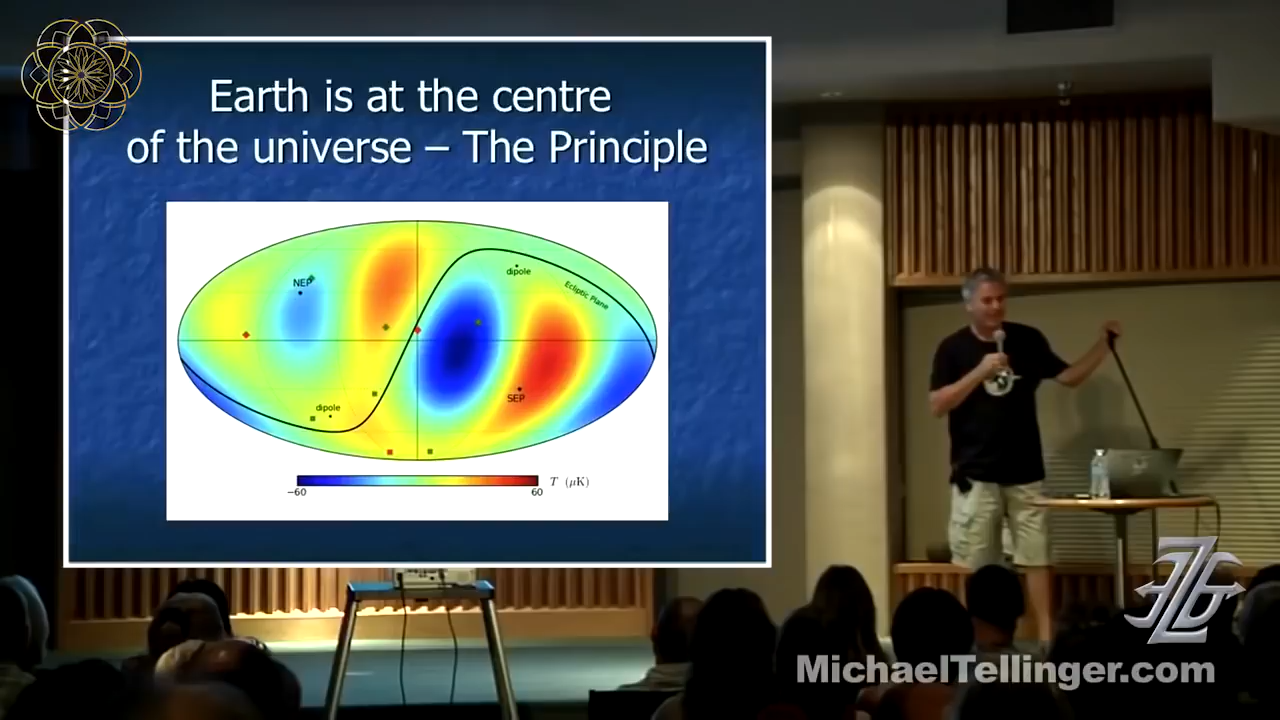 Earth is at the centre
of the universe – The Principle
NEP
dipole
Ecliptic Plane
dipole
SEP
−60
60
T (μK)
MichaelTellinger.com